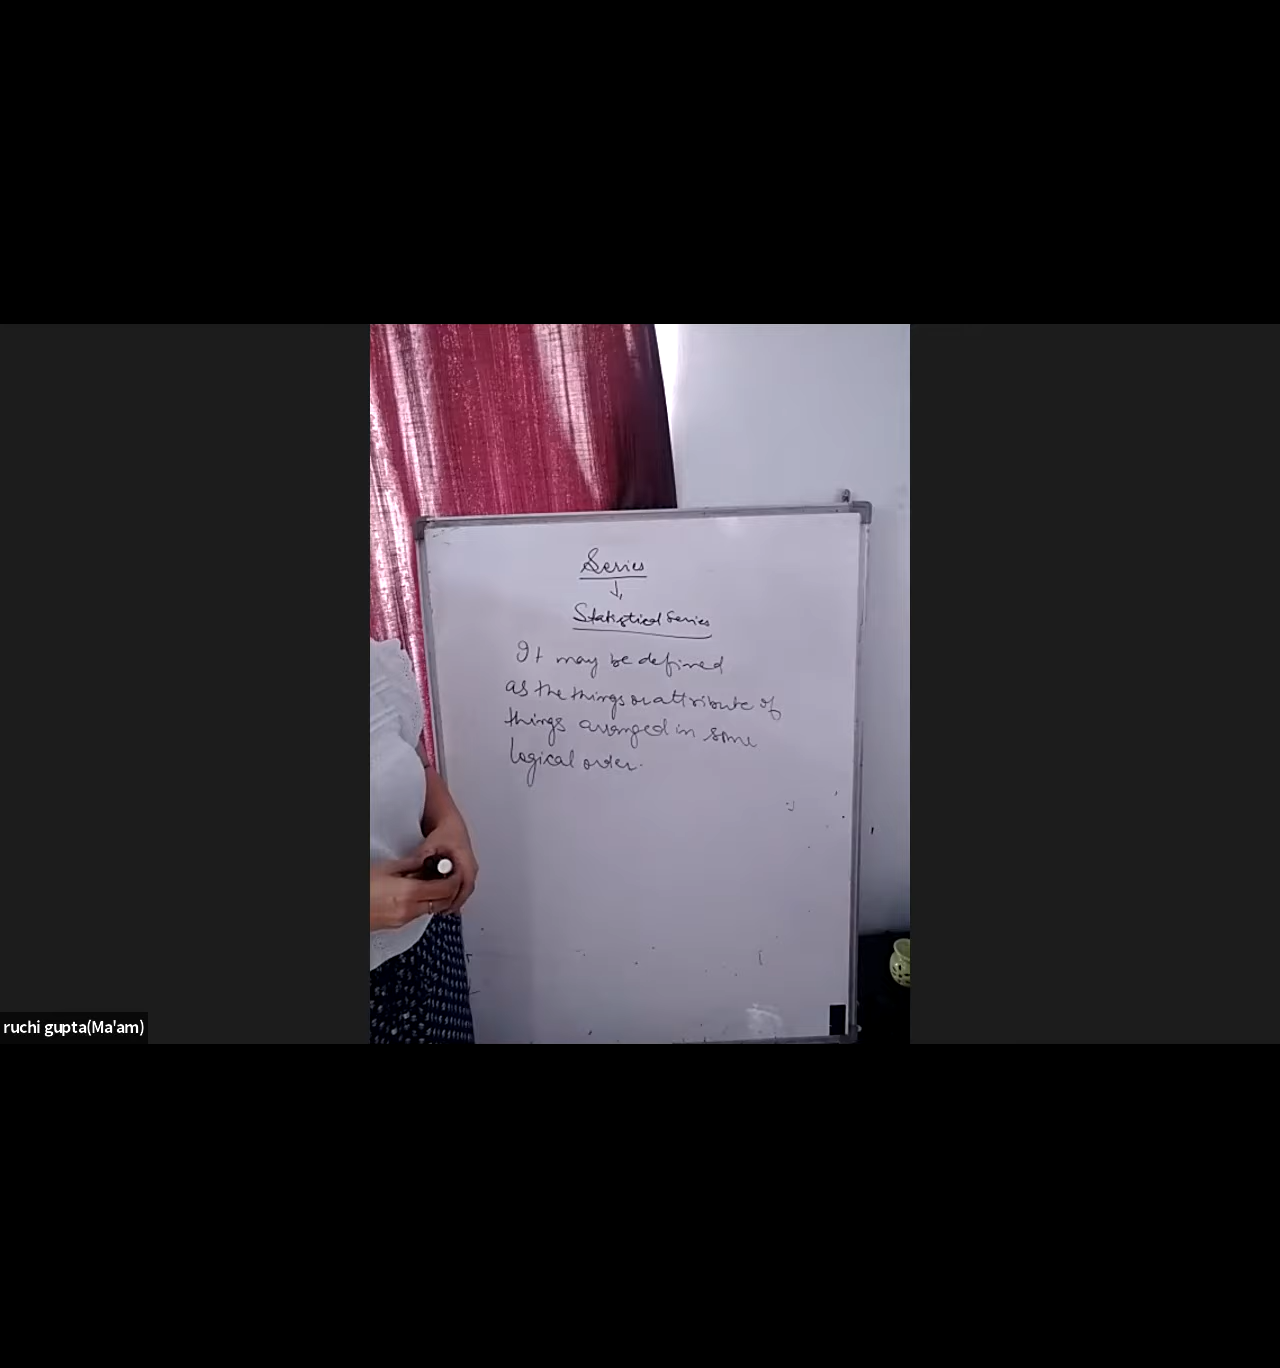 Series
Statistical Series
It may be defined
as the things or attribute of
things arranged in some
logical order.
ruchi gupta(Ma'am)